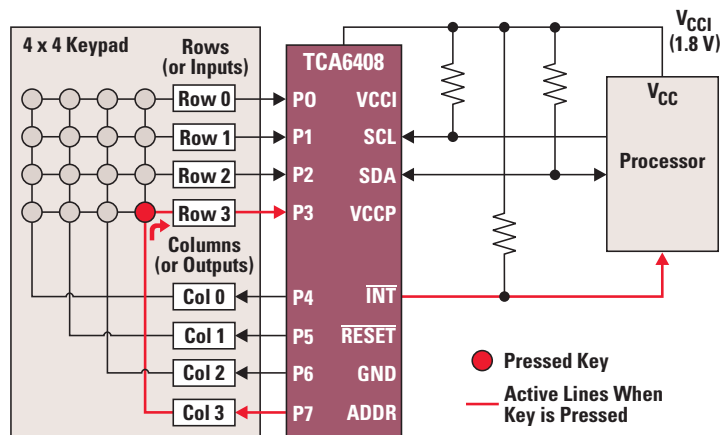 4 x 4 Keypad
Rows
(or Inputs)
Row 0
Row 1
Row 2
Row 3
Columns
(or Outputs)
Col 0
Col 1
Col 2
Col 3
TCA6408
P0 VCCI
P1 SCL
P2 SDA
P3 VCCP
P4 INT
P5 RESET
P6 GND
P7 ADDR
VCCI
(1.8 V)
VCC
Processor
Pressed Key
Active Lines When
Key is Pressed